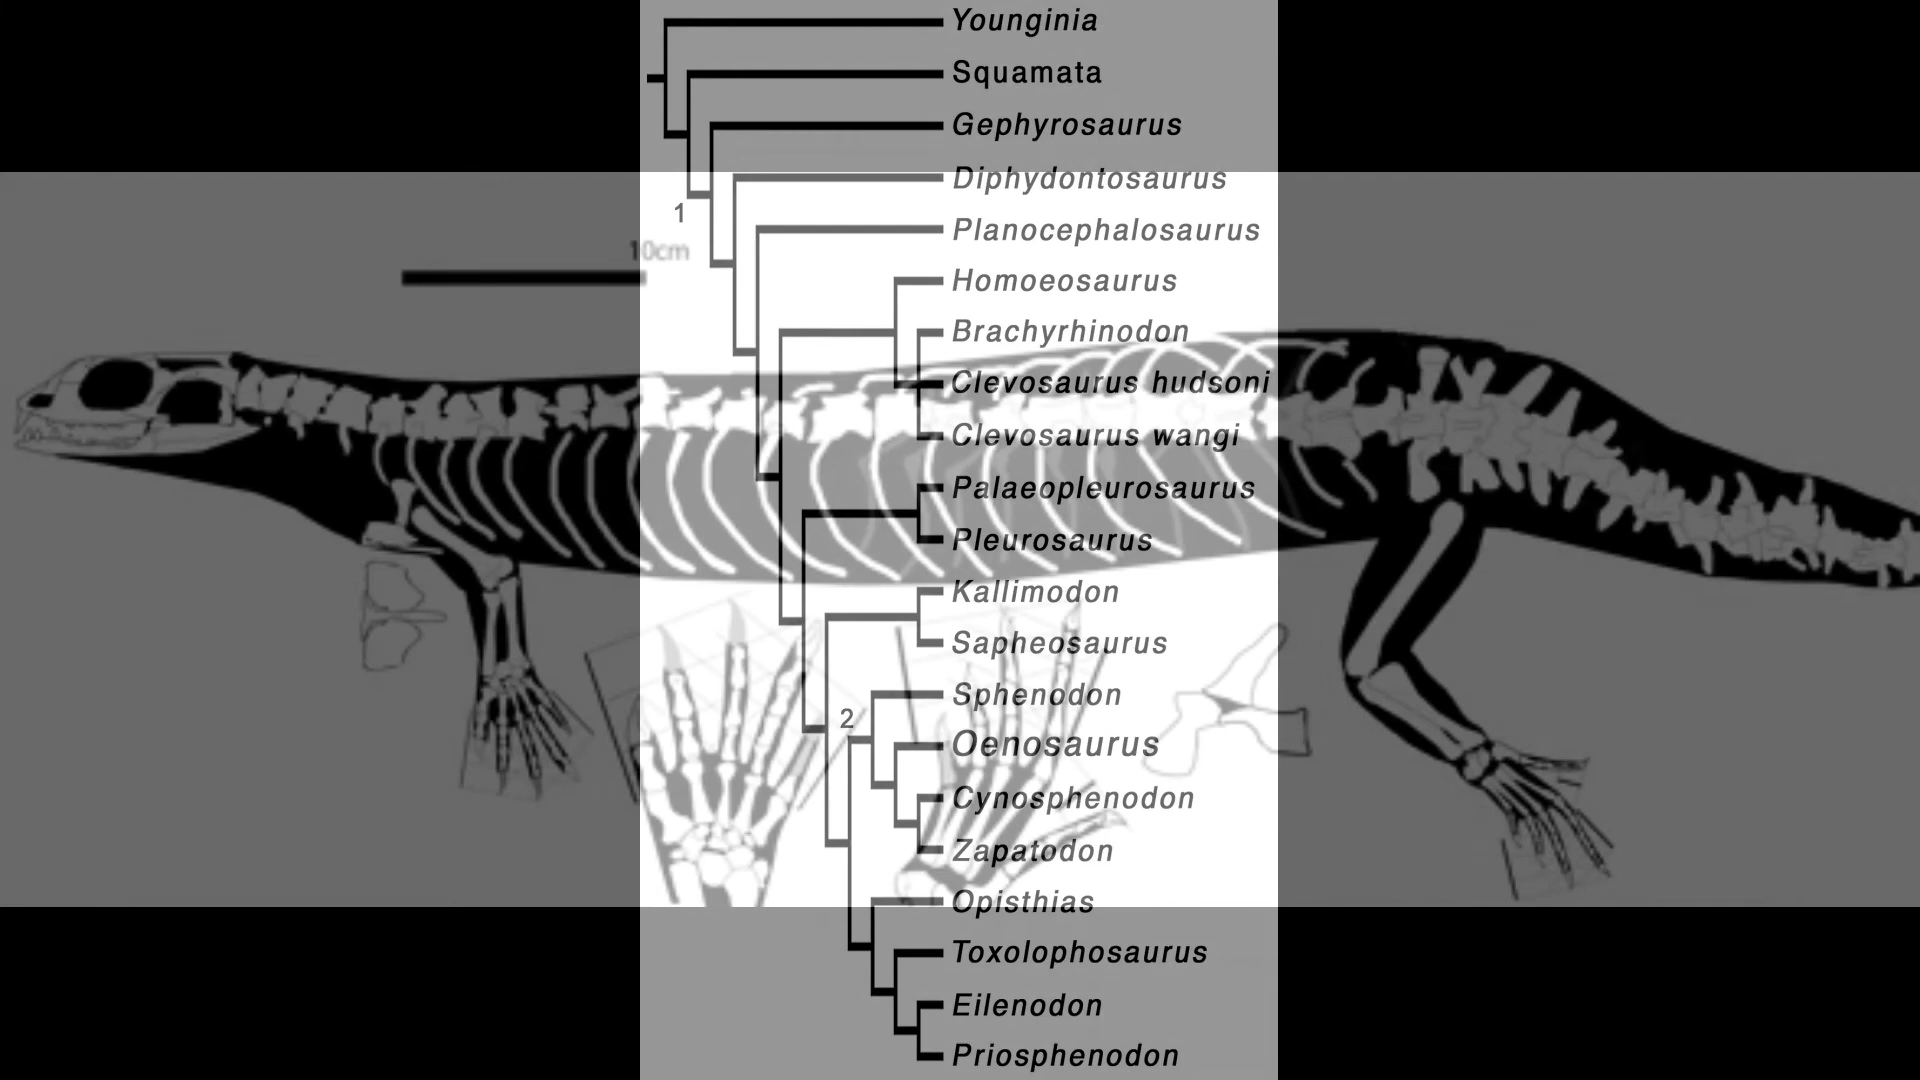 Younginia
Squamata
Gephyrosaurus
Diphydontosaurus
1
Planocephalosaurus
10cm
Homoeosaurus
Brachyrhinodon
Clevosaurus hudsoni
Clevosaurus wangi
Palaeopleurosaurus
Pleurosaurus
Kallimodon
Sapheosaurus
Sphenodon
2
Oenosaurus
Cynosphenodon
Zapatodon
Opisthias
Toxolophosaurus
Eilenodon
Priosphenodon